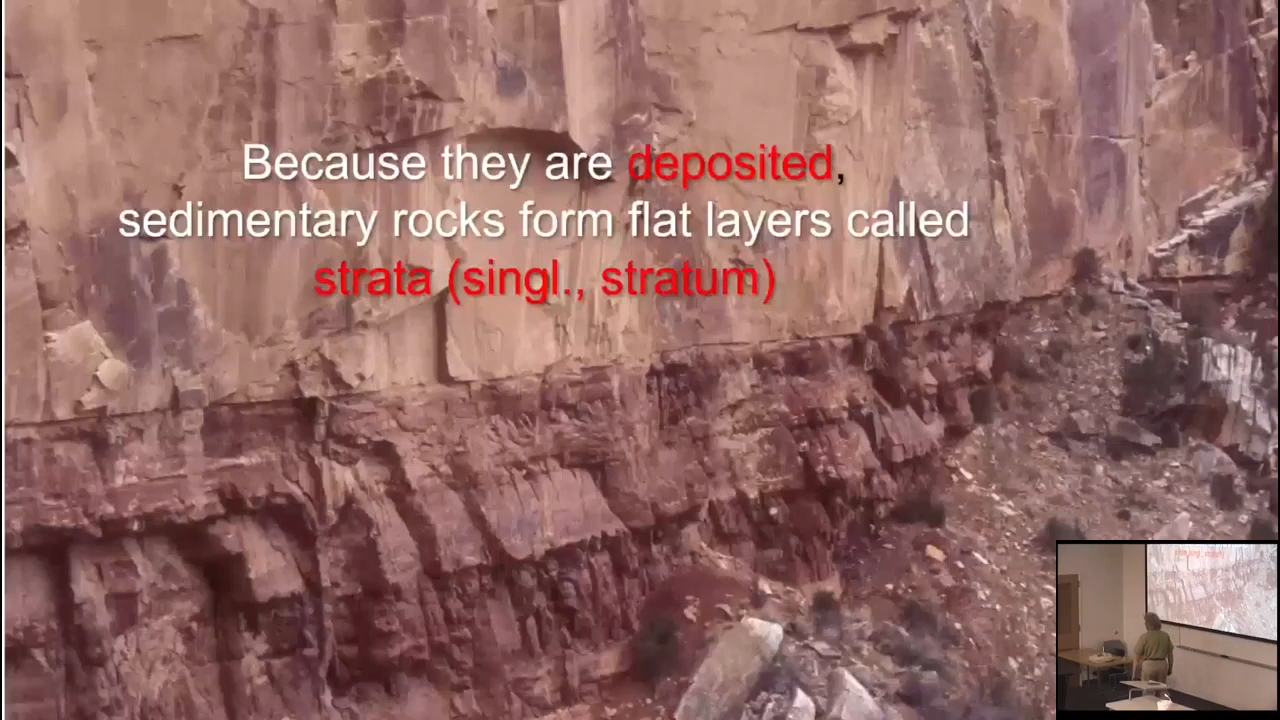 Because they are deposited,
sedimentary rocks form flat layers called
strata (singl., stratum)